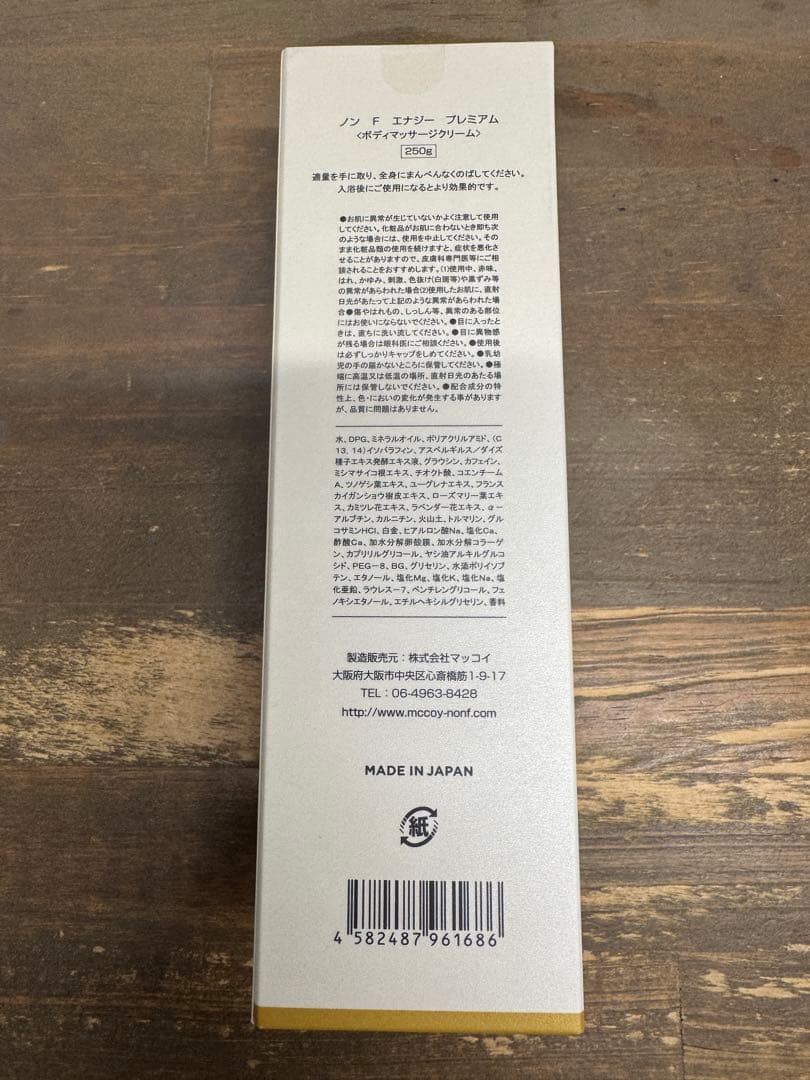 ノン F エナジー プレミアム
〈ボディマッサージクリーム〉
250g
適量を手に取り、全身にまんべんなくのばしてください。
入浴後にご使用になるとより効果的です。
●お肌に異常が生じていないかよく注意して使用
してください。化粧品がお肌に合わないとき即ち次
のような場合には、使用を中止してください。その
まま化粧品類の使用を続けますと、症状を悪化さ
せることがありますので、皮膚科専門医等にご相
談されることをおすすめします。(1)使用中、赤味、
はれ、かゆみ、刺激、色抜け(白斑等)や黒ずみ等
の異常があらわれた場合(2)使用したお肌に、直射
日光があたって上記のような異常があらわれた場
合●傷やはれもの、しっしん等、異常のある部位
にはお使いにならないでください。●目に入ったと
きは、直ちに洗い流してください。●目に異物感
が残る場合は眼科医にご相談ください。●使用後
は必ずしっかりキャップをしめてください。●乳幼
児の手の届かないところに保管してください。●極
端に高温又は低温の場所、直射日光のあたる場
所には保管しないでください。●配合成分の特
性上、色・においの変化が発生する事があります
が、品質に問題はありません。
水、DPG、ミネラルオイル、ポリアクリルアミド、(C
13,14)イソパラフィン、アスペルギルス/ダイズ
種子エキス発酵エキス液、グラウシン、カフェイン、
ミシマサイコ根エキス、チオクト酸、コエンチーム
A、ツノゲシ葉エキス、ユーグレナエキス、フランス
カイガンショウ樹皮エキス、ローズマリー葉エキ
ス、カミツレ花エキス、ラベンダー花エキス、α－
アルブチン、カルニチン、火山土、トルマリン、グル
コサミンHCl、白金、ヒアルロン酸Na、塩化Ca、
酢酸Ca、加水分解卵殻膜、加水分解コラーゲ
ン、カプリリルグリコール、ヤシ油アルキルグルコ
シド、PEG－8、BG、グリセリン、水添ポリイソブ
テン、エタノール、塩化Mg、塩化K、塩化Na、塩
化亜鉛、ラウレス－7、ペンチレングリコール、フェ
ノキシエタノール、エチルヘキシルグリセリン、香料
製造販売元：株式会社マッコイ
大阪府大阪市中央区心斎橋筋1-9-17
TEL：06-4963-8428
http://www.mccoy-nonf.com
MADE IN JAPAN
紙
4 582487 961686